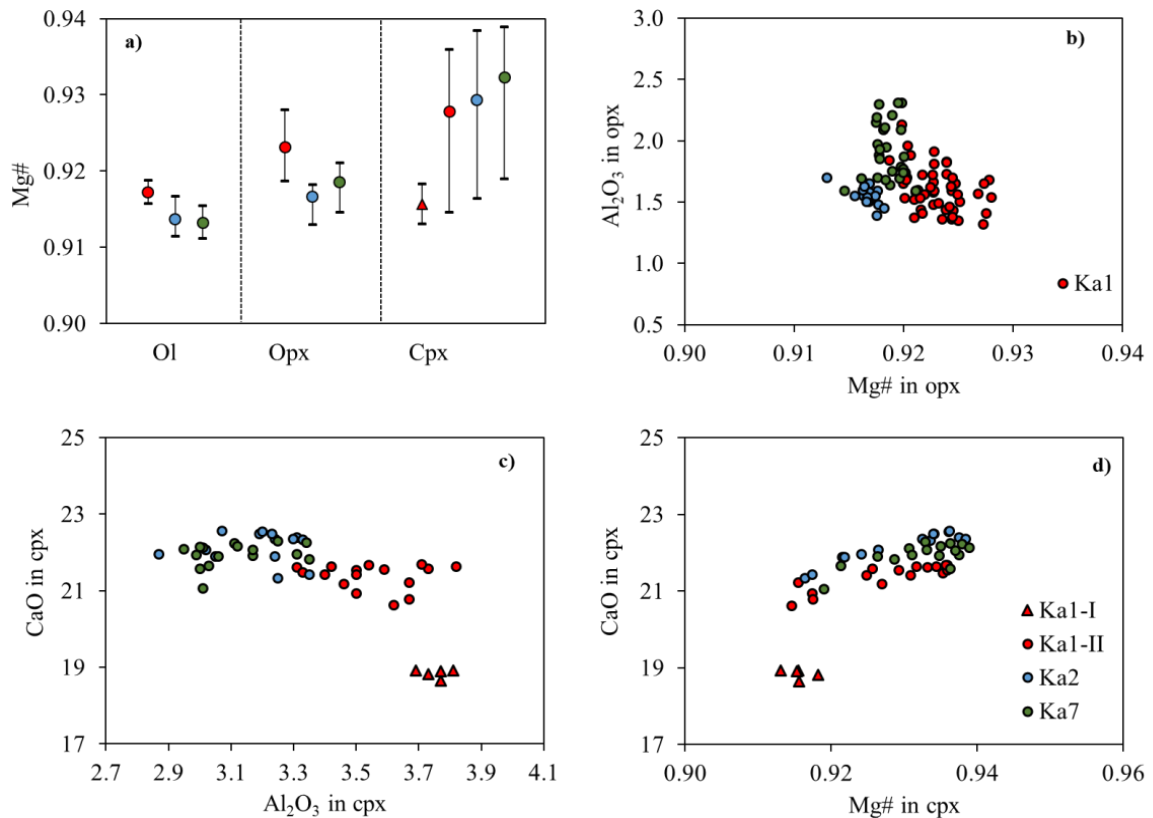 a)
0.94
0.93
0.92
0.91
0.90
Mg#
Ol Opx Cpx
b)
3.0
2.5
2.0
1.5
1.0
0.5
Al₂O₃ in opx
Ka1
0.90 0.91 0.92 0.93 0.94
Mg# in opx
c)
25
23
21
19
17
CaO in cpx
2.7 2.9 3.1 3.3 3.5 3.7 3.9 4.1
Al₂O₃ in cpx
d)
25
23
21
19
17
CaO in cpx
Ka1-I
Ka1-II
Ka2
Ka7
0.90 0.92 0.94 0.96
Mg# in cpx